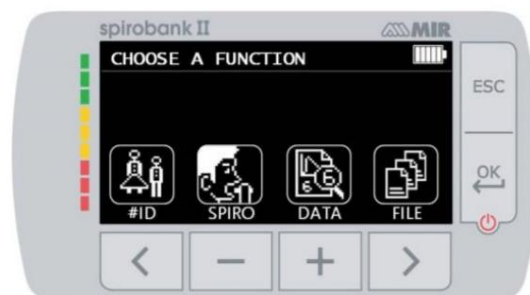 spirobank II
MIR
CHOOSE A FUNCTION
ESC
OK
#ID
SPIRO
DATA
FILE